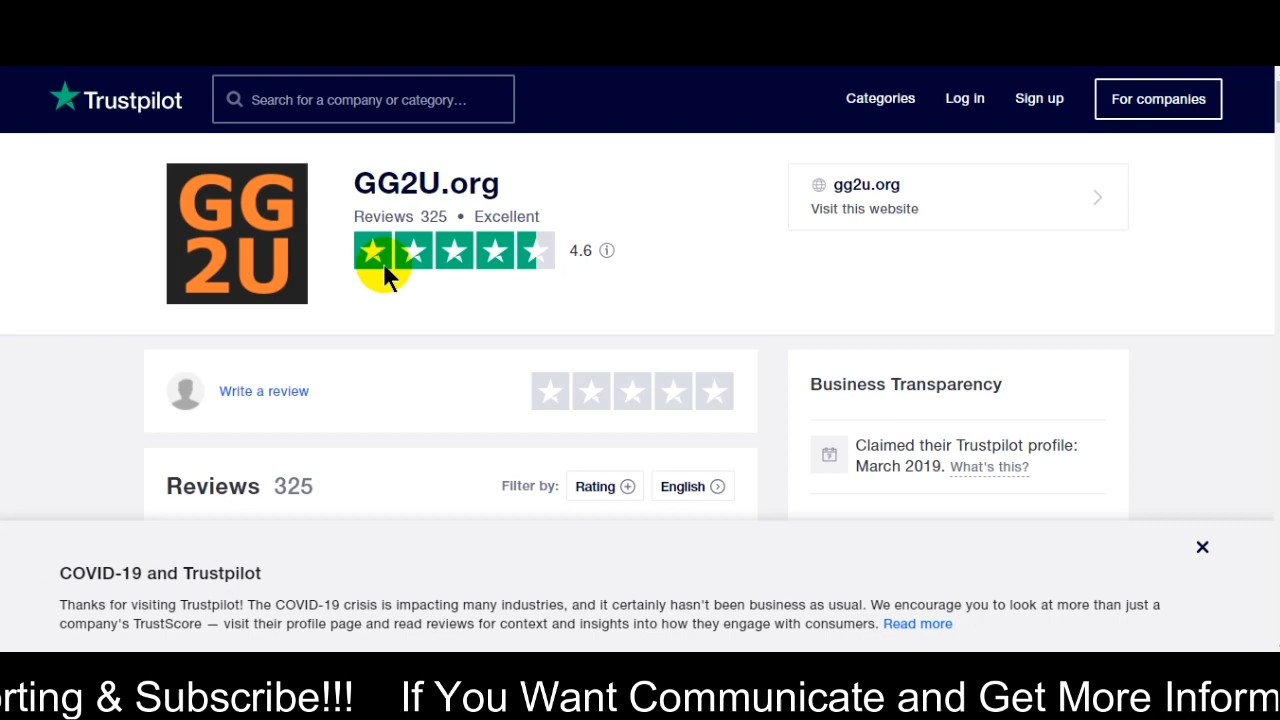 Trustpilot
Search for a company or category...
Categories
Log in
Sign up
For companies
GG
2U
GG2U.org
Reviews 325 • Excellent
4.6
gg2u.org
Visit this website
Write a review
Business Transparency
Claimed their Trustpilot profile:
March 2019. What's this?
Reviews 325
Filter by:
Rating
English
COVID-19 and Trustpilot
Thanks for visiting Trustpilot! The COVID-19 crisis is impacting many industries, and it certainly hasn't been business as usual. We encourage you to look at more than just a
company's TrustScore — visit their profile page and read reviews for context and insights into how they engage with consumers. Read more
rting & Subscribe!!! If You Want Communicate and Get More Inform